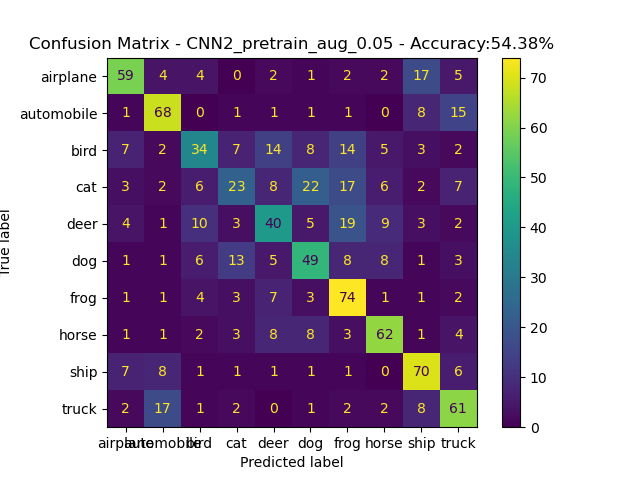 Confusion Matrix - CNN2_pretrain_aug_0.05 - Accuracy:54.38%
True label
airplane 59 4 4 0 2 1 2 2 17 5
automobile 1 68 0 1 1 1 1 0 8 15
bird 7 2 34 7 14 8 14 5 3 2
cat 3 2 6 23 8 22 17 6 2 7
deer 4 1 10 3 40 5 19 9 3 2
dog 1 1 6 13 5 49 8 8 1 3
frog 1 1 4 3 7 3 74 1 1 2
horse 1 1 2 3 8 8 3 62 1 4
ship 7 8 1 1 1 1 1 0 70 6
truck 2 17 1 2 0 1 2 2 8 61
airplane automobile bird cat deer dog frog horse ship truck
Predicted label
70
60
50
40
30
20
10
0